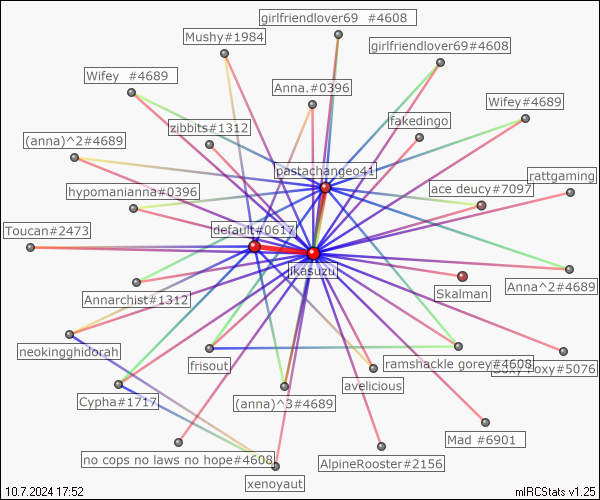 girlfriendlover69 #4608
Mushy#1984
girlfriendlover69#4608
Wifey #4689
Anna.#0396
Wifey#4689
zibbits#1312
fakedingo
(anna)^2#4689
pastachangeo41
rattgaming
hypomanianna#0396
ace deucy#7097
Toucan#2473
default#0617
jkasuzu
Annarchist#1312
Skalman
Anna^2#4689
neokingghidorah
frisout
ramshackle gorey#4608
Foxy#5076
avelicious
Cypha#1717
(anna)^3#4689
Mad #6901
no cops no laws no hope#4608
AlpineRooster#2156
xenoyaut
10.7.2024 17:52
mIRCStats v1.25